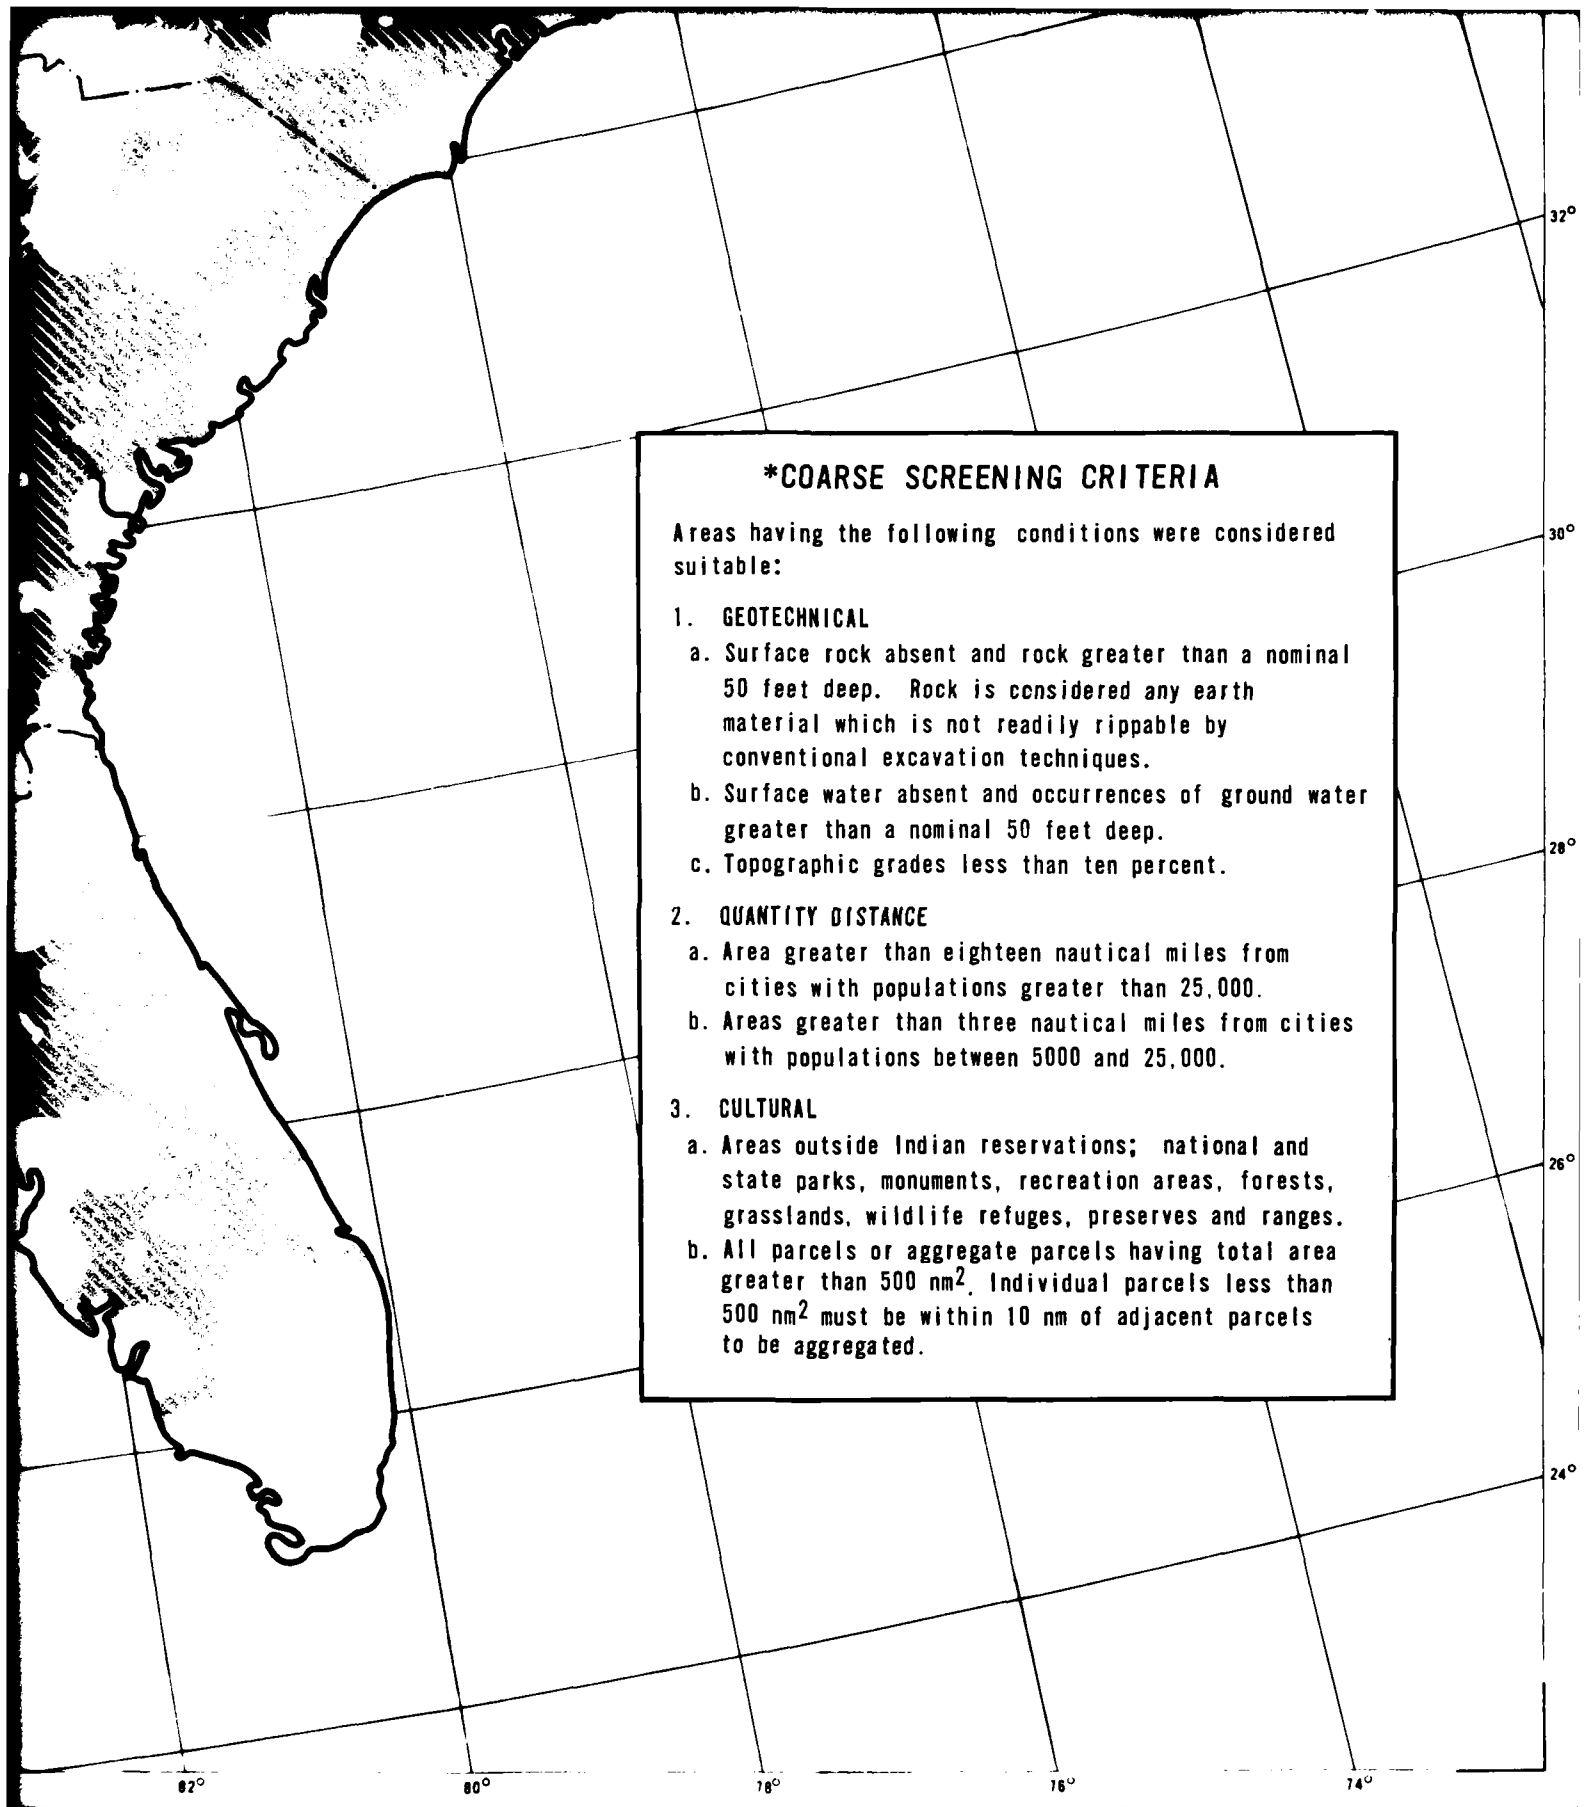 *COARSE SCREENING CRITERIA
Areas having the following conditions were considered
suitable:
1. GEOTECHNICAL
a. Surface rock absent and rock greater than a nominal
50 feet deep. Rock is considered any earth
material which is not readily rippable by
conventional excavation techniques.
b. Surface water absent and occurrences of ground water
greater than a nominal 50 feet deep.
c. Topographic grades less than ten percent.
2. QUANTITY DISTANCE
a. Area greater than eighteen nautical miles from
cities with populations greater than 25,000.
b. Areas greater than three nautical miles from cities
with populations between 5000 and 25,000.
3. CULTURAL
a. Areas outside Indian reservations; national and
state parks, monuments, recreation areas, forests,
grasslands, wildlife refuges, preserves and ranges.
b. All parcels or aggregate parcels having total area
greater than 500 nm². Individual parcels less than
500 nm² must be within 10 nm of adjacent parcels
to be aggregated.
32°
30°
28°
26°
24°
82°
80°
78°
76°
74°